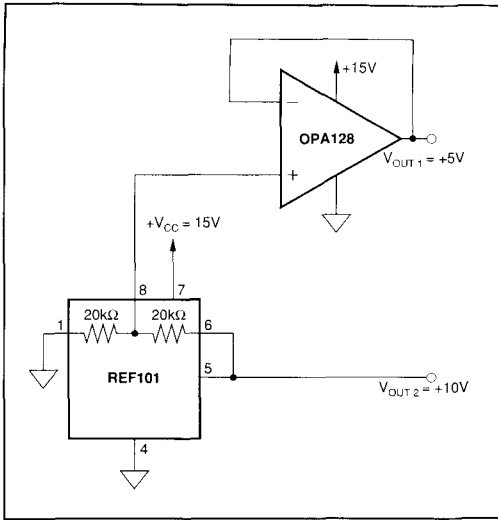 +15V
−
OPA128
+
V_OUT 1 = +5V
+V_CC = 15V
8
7
20kΩ
20kΩ
1
6
REF101
5
V_OUT 2 = +10V
4